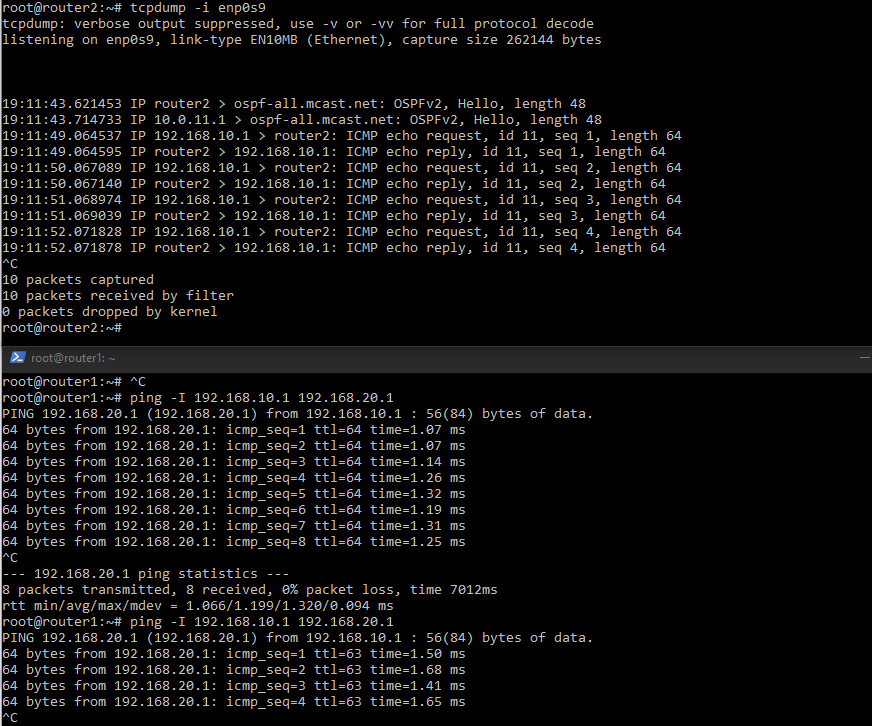 root@router2:~# tcpdump -i enp0s9
tcpdump: verbose output suppressed, use -v or -vv for full protocol decode
listening on enp0s9, link-type EN10MB (Ethernet), capture size 262144 bytes
19:11:43.621453 IP router2 > ospf-all.mcast.net: OSPFv2, Hello, length 48
19:11:43.714733 IP 10.0.11.1 > ospf-all.mcast.net: OSPFv2, Hello, length 48
19:11:49.064537 IP 192.168.10.1 > router2: ICMP echo request, id 11, seq 1, length 64
19:11:49.064595 IP router2 > 192.168.10.1: ICMP echo reply, id 11, seq 1, length 64
19:11:50.067089 IP 192.168.10.1 > router2: ICMP echo request, id 11, seq 2, length 64
19:11:50.067140 IP router2 > 192.168.10.1: ICMP echo reply, id 11, seq 2, length 64
19:11:51.068974 IP 192.168.10.1 > router2: ICMP echo request, id 11, seq 3, length 64
19:11:51.069039 IP router2 > 192.168.10.1: ICMP echo reply, id 11, seq 3, length 64
19:11:52.071828 IP 192.168.10.1 > router2: ICMP echo request, id 11, seq 4, length 64
19:11:52.071878 IP router2 > 192.168.10.1: ICMP echo reply, id 11, seq 4, length 64
^C
10 packets captured
10 packets received by filter
0 packets dropped by kernel
root@router2:~#
root@router1: ~
root@router1:~# ^C
root@router1:~# ping -I 192.168.10.1 192.168.20.1
PING 192.168.20.1 (192.168.20.1) from 192.168.10.1 : 56(84) bytes of data.
64 bytes from 192.168.20.1: icmp_seq=1 ttl=64 time=1.07 ms
64 bytes from 192.168.20.1: icmp_seq=2 ttl=64 time=1.07 ms
64 bytes from 192.168.20.1: icmp_seq=3 ttl=64 time=1.14 ms
64 bytes from 192.168.20.1: icmp_seq=4 ttl=64 time=1.26 ms
64 bytes from 192.168.20.1: icmp_seq=5 ttl=64 time=1.32 ms
64 bytes from 192.168.20.1: icmp_seq=6 ttl=64 time=1.19 ms
64 bytes from 192.168.20.1: icmp_seq=7 ttl=64 time=1.31 ms
64 bytes from 192.168.20.1: icmp_seq=8 ttl=64 time=1.25 ms
^C
--- 192.168.20.1 ping statistics ---
8 packets transmitted, 8 received, 0% packet loss, time 7012ms
rtt min/avg/max/mdev = 1.066/1.199/1.320/0.094 ms
root@router1:~# ping -I 192.168.10.1 192.168.20.1
PING 192.168.20.1 (192.168.20.1) from 192.168.10.1 : 56(84) bytes of data.
64 bytes from 192.168.20.1: icmp_seq=1 ttl=63 time=1.50 ms
64 bytes from 192.168.20.1: icmp_seq=2 ttl=63 time=1.68 ms
64 bytes from 192.168.20.1: icmp_seq=3 ttl=63 time=1.41 ms
64 bytes from 192.168.20.1: icmp_seq=4 ttl=63 time=1.65 ms
^C